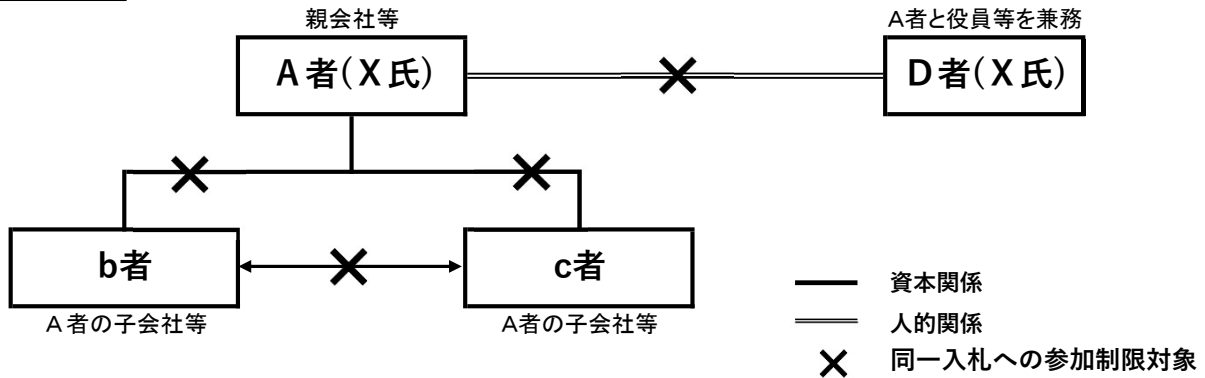 親会社等
A者と役員等を兼務
A者(X氏)
D者(X氏)
b者
c者
A者の子会社等
A者の子会社等
資本関係
人的関係
同一入札への参加制限対象